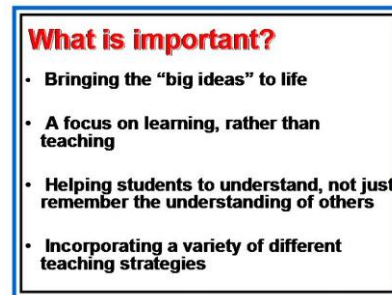 What is important?
• Bringing the “big ideas” to life
• A focus on learning, rather than
teaching
• Helping students to understand, not just
remember the understanding of others
• Incorporating a variety of different
teaching strategies